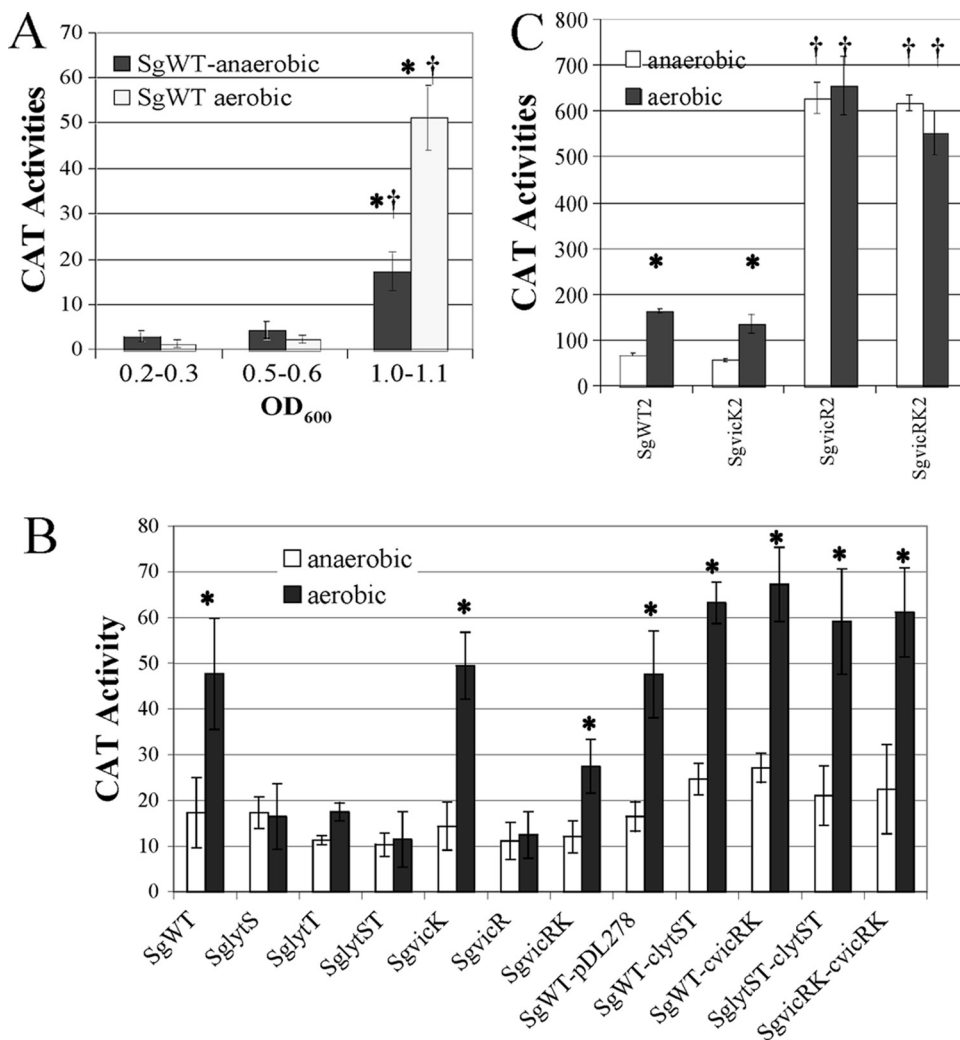 A
CAT Activities
70
60
50
40
30
20
10
0
SgWT-anaerobic
SgWT aerobic
* †
*†
0.2-0.3 0.5-0.6 1.0-1.1
OD600
C
CAT Activities
800
700
600
500
400
300
200
100
0
anaerobic
aerobic
† † † †
* *
SgWT2
SgvicK2
SgvicR2
SgvicRK2
B
CAT Activity
80
70
60
50
40
30
20
10
0
anaerobic
aerobic
* * * * * * * *
SgWT
SglytS
SglytT
SglytST
SgvicK
SgvicR
SgvicRK
SgWT-pDL278
SgWT-clytST
SgWT-cvicRK
SglytST-clytST
SgvicRK-cvicRK